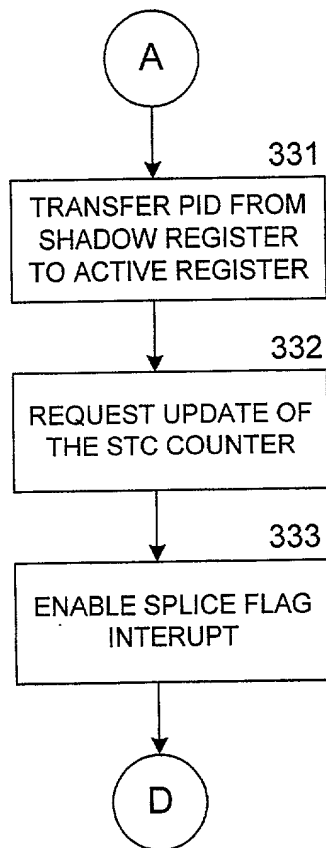 A
331
TRANSFER PID FROM
SHADOW REGISTER
TO ACTIVE REGISTER
332
REQUEST UPDATE OF
THE STC COUNTER
333
ENABLE SPLICE FLAG
INTERUPT
D